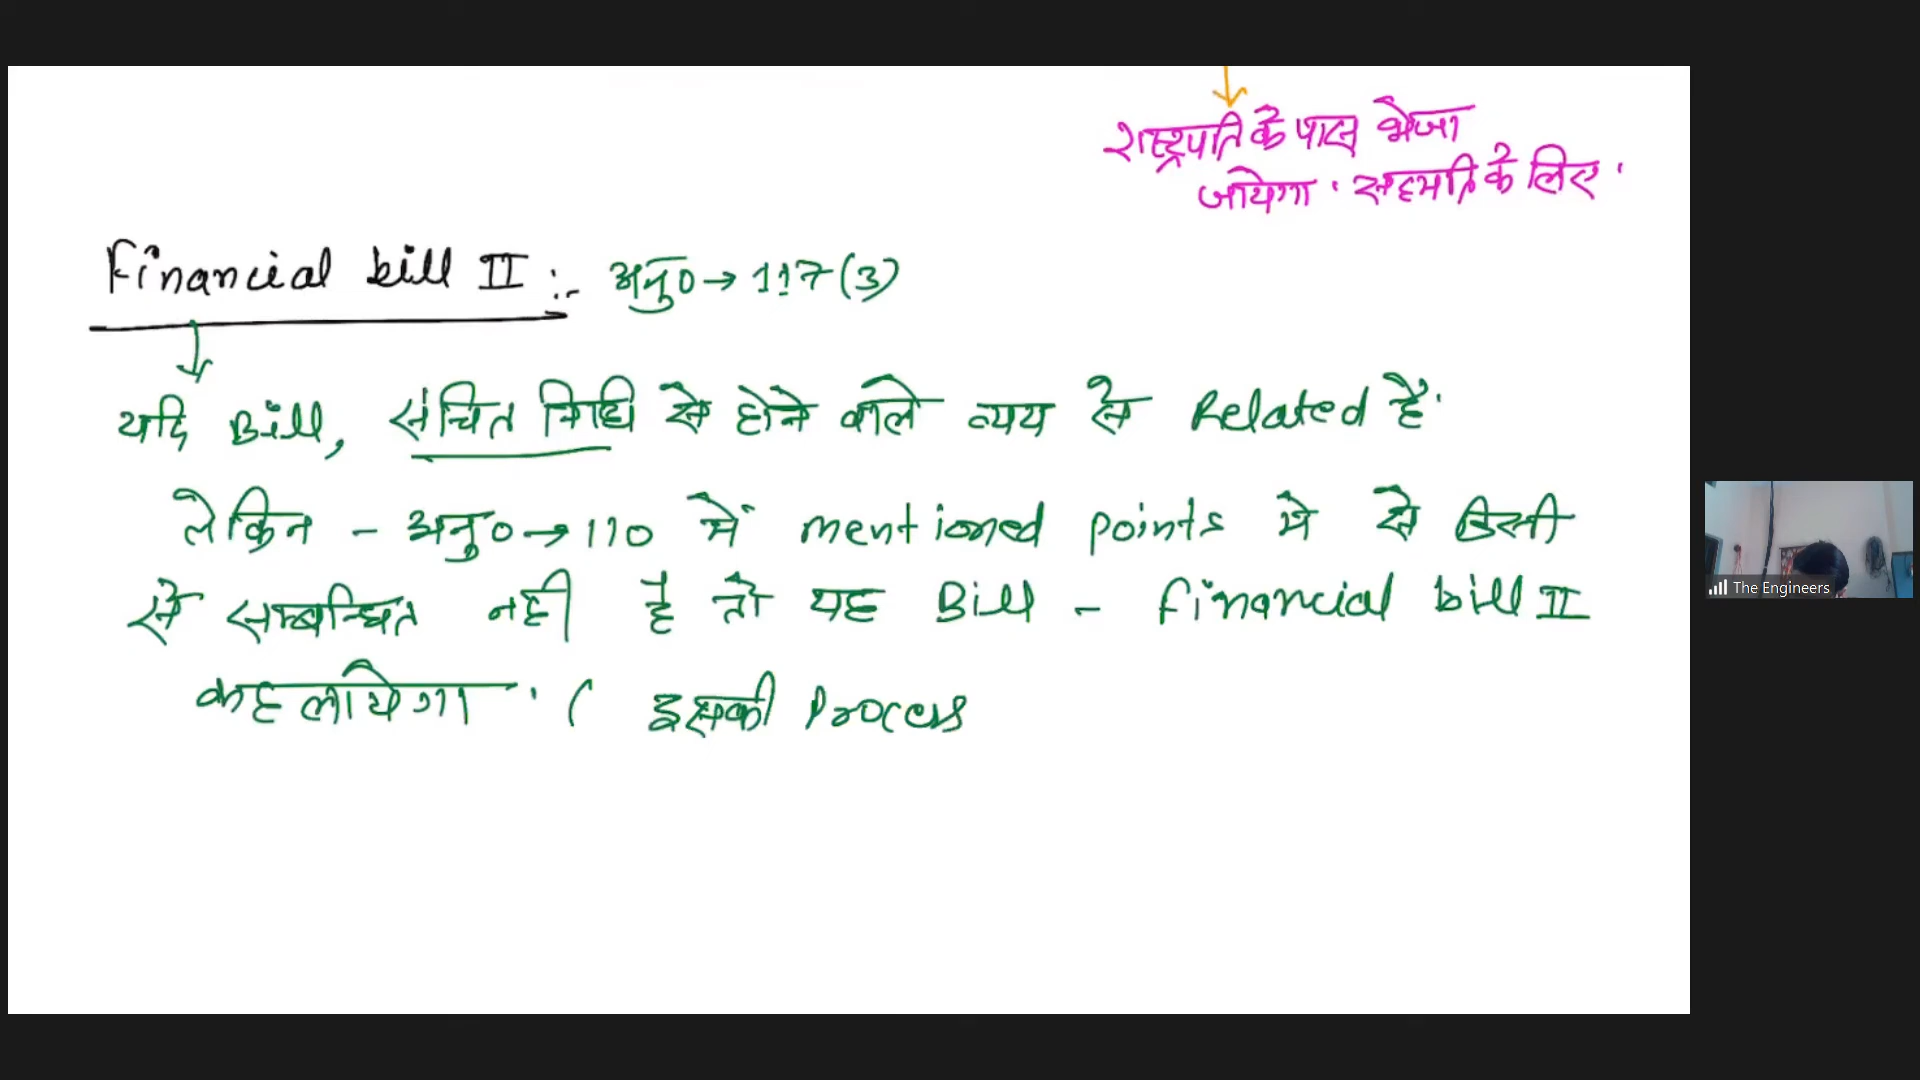 राष्ट्रपति के पास भेजा
जायेगा . सहमति के लिए .
Financial bill II :- अनु० → 117 (3)
यदि Bill, संचित निधि से होने वाले व्यय से Related है .
लेकिन - अनु० → 110 में mentioned points में से किसी
से सम्बन्धित नही है तो यह Bill - Financial bill II
कहलायेगा . ( इसकी Process
The Engineers